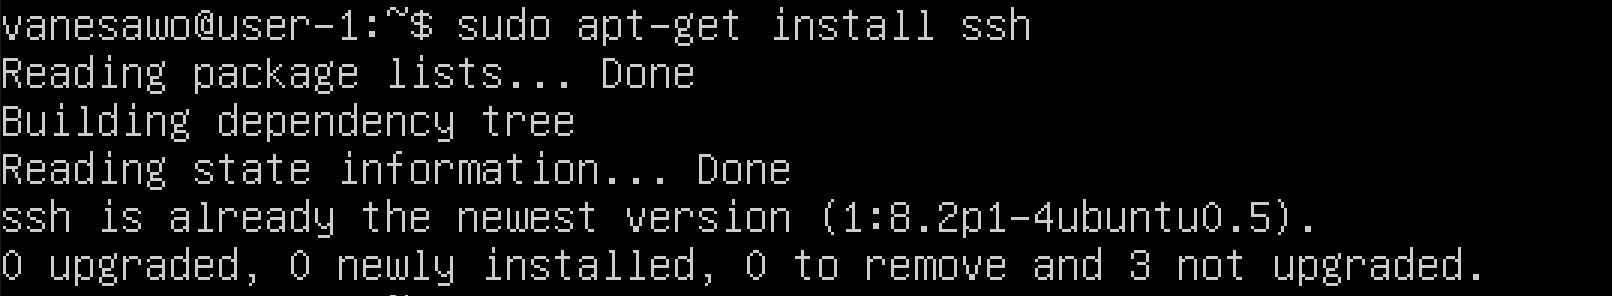 vanesawo@user-1:~$ sudo apt-get install ssh
Reading package lists... Done
Building dependency tree
Reading state information... Done
ssh is already the newest version (1:8.2p1-4ubuntu0.5).
0 upgraded, 0 newly installed, 0 to remove and 3 not upgraded.